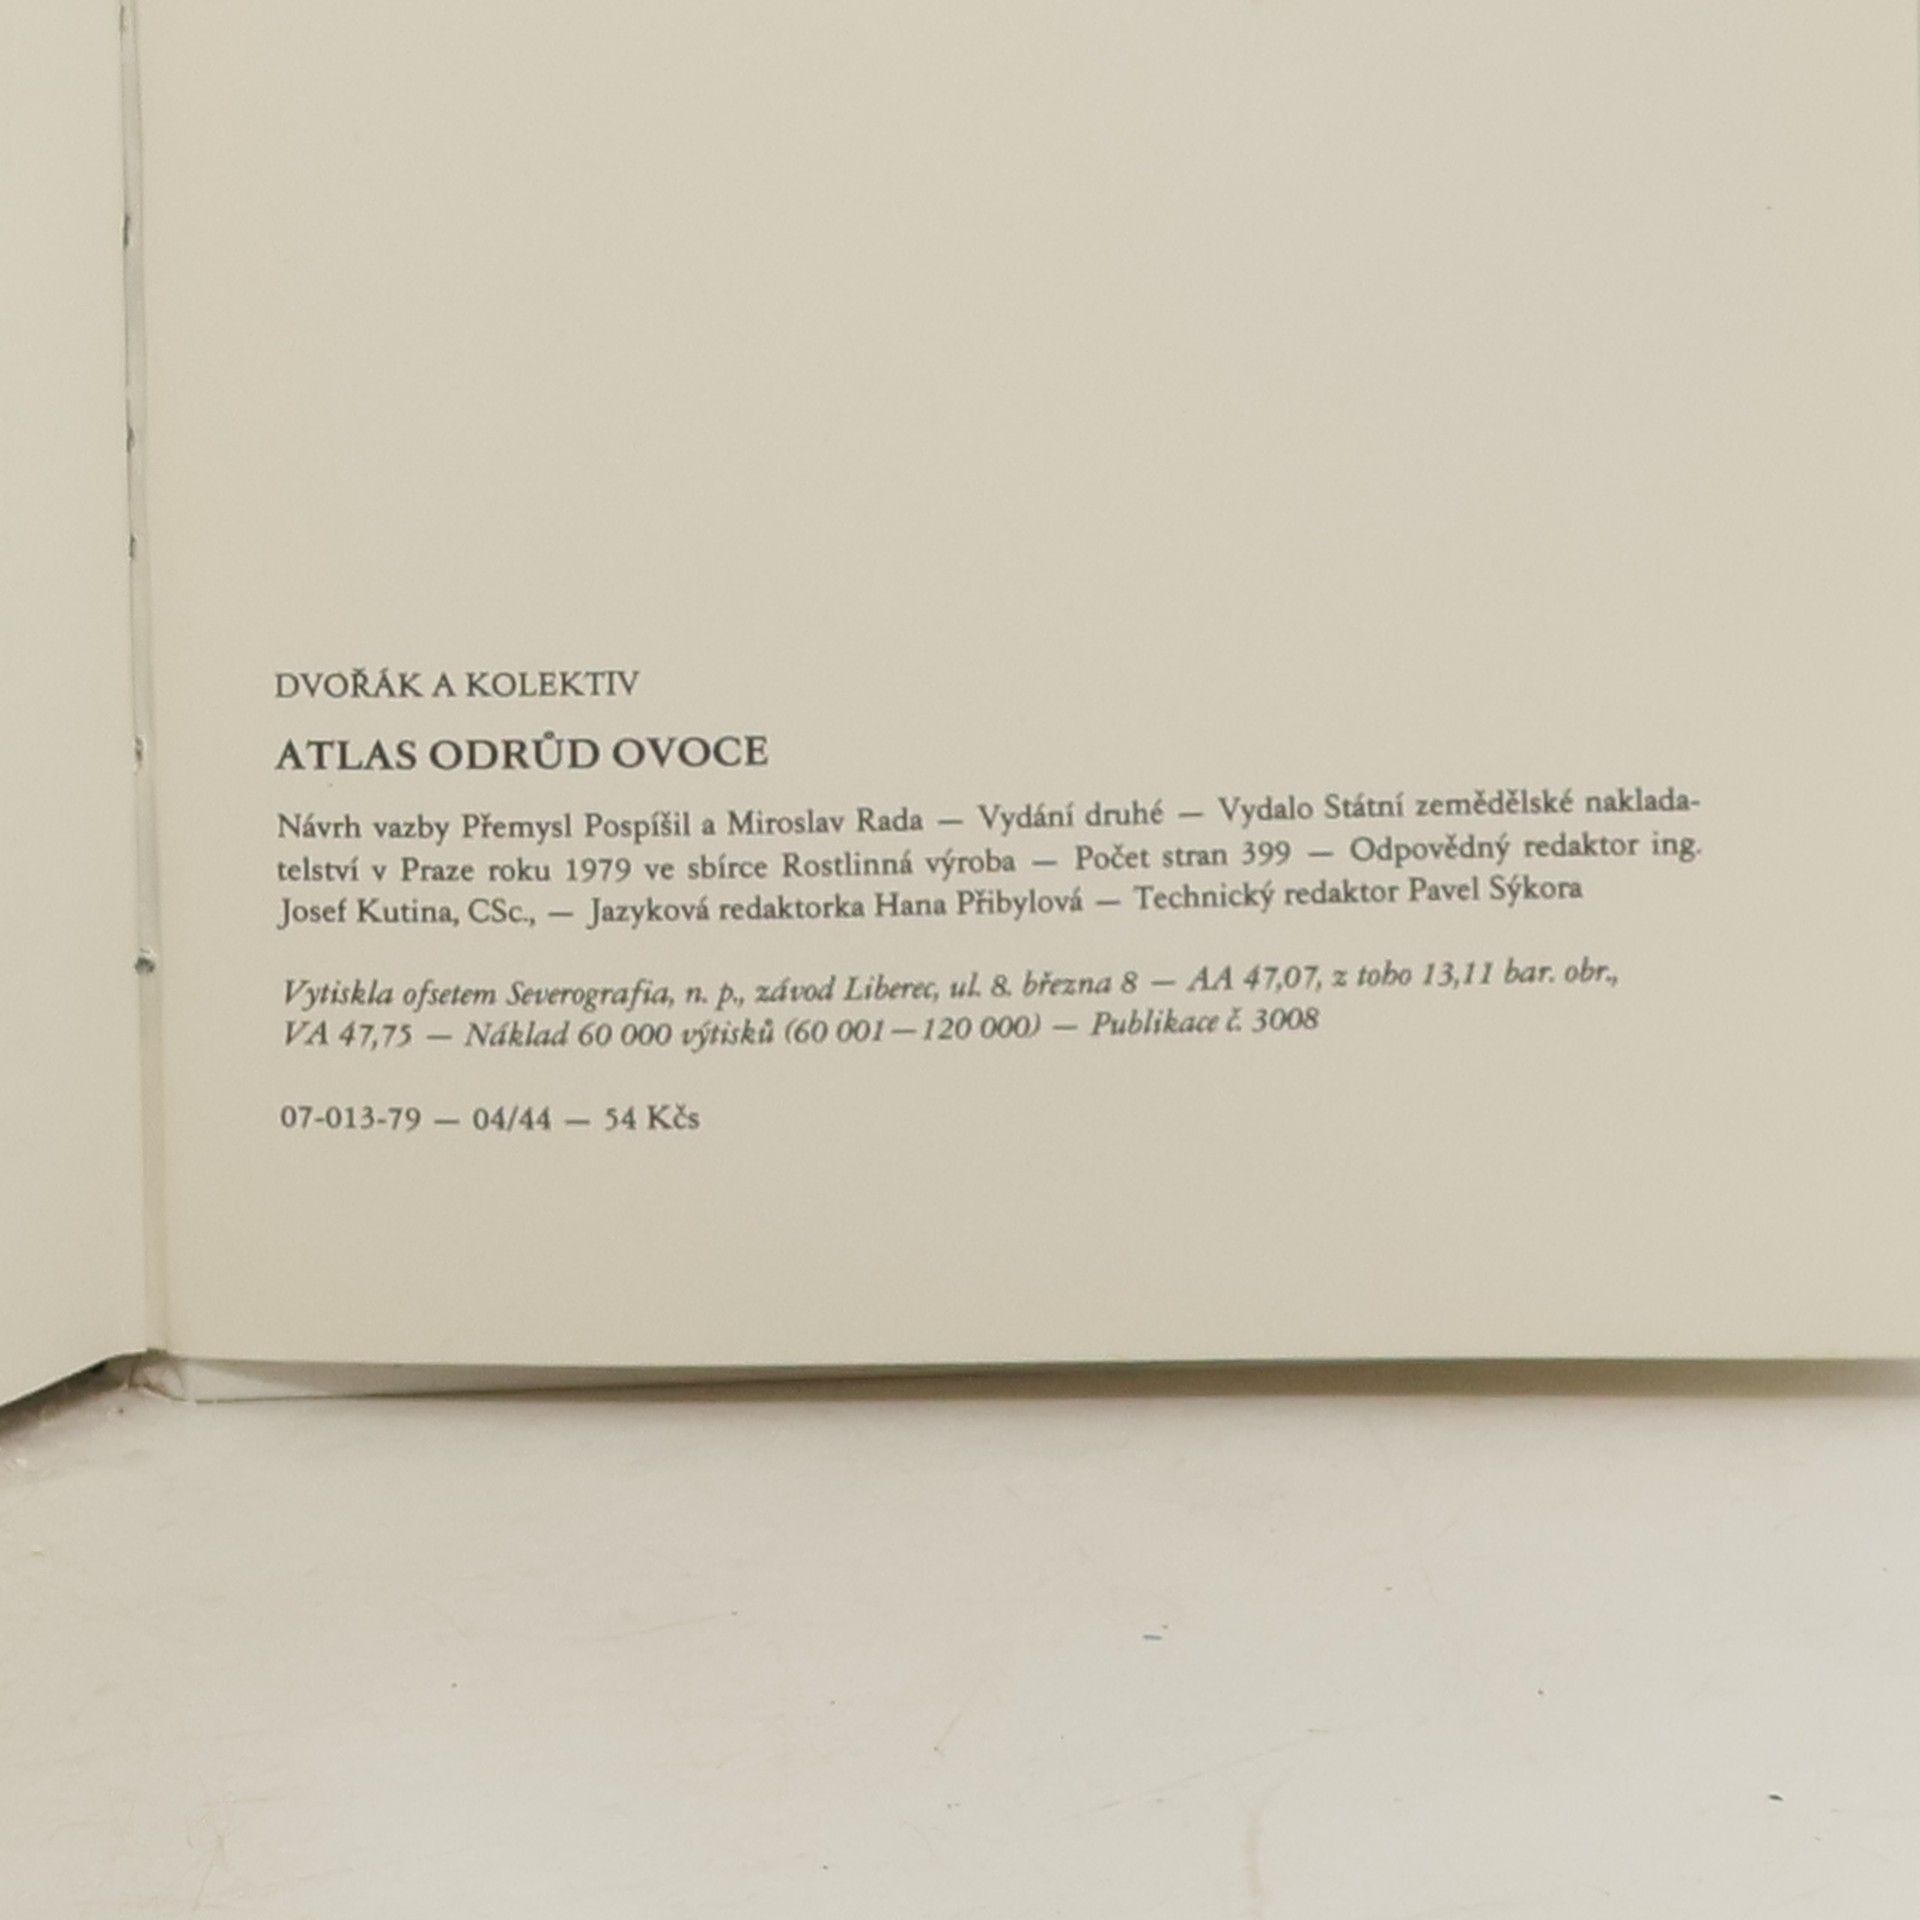 DVOŘÁK A KOLEKTIV
ATLAS ODRŮD OVOCE
Návrh vazby Přemysl Pospíšil a Miroslav Rada — Vydání druhé — Vydalo Státní zemědělské naklada-
telství v Praze roku 1979 ve sbírce Rostlinná výroba — Počet stran 399 — Odpovědný redaktor ing.
Josef Kutina, CSc., — Jazyková redaktorka Hana Přibylová — Technický redaktor Pavel Sýkora
Vytiskla ofsetem Severografia, n. p., závod Liberec, ul. 8. března 8 — AA 47,07, z toho 13,11 bar. obr.,
VA 47,75 — Náklad 60 000 výtisků (60 001—120 000) — Publikace č. 3008
07-013-79 — 04/44 — 54 Kčs